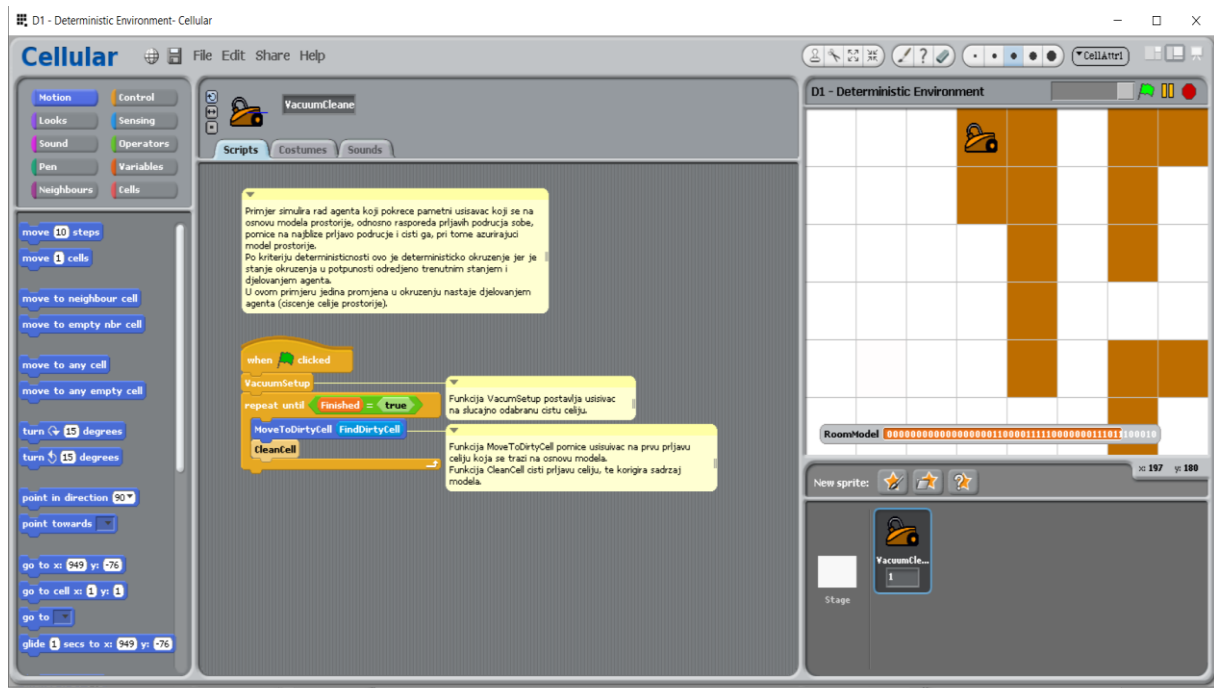 D1 - Deterministic Environment- Cellular
Cellular File Edit Share Help
CellAttr1
Motion Control
Looks Sensing
Sound Operators
Pen Variables
Neighbours Cells
move 10 steps
move 1 cells
move to neighbour cell
move to empty nbr cell
move to any cell
move to any empty cell
turn 15 degrees
turn 15 degrees
point in direction 90
point towards
go to x: 949 y: -76
go to cell x: 1 y: 1
go to
glide 1 secs to x: 949 y: -76
VacuumCleane
Scripts Costumes Sounds
Primjer simulira rad agenta koji pokrece pametni usisavac koji se na
osnovu modela prostorije, odnosno rasporeda prljavih podrucja sobe,
pomice na najblize prljavo podrucje i cisti ga, pri tome azurirajuci
model prostorije.
Po kriteriju deterministicnosti ovo je deterministicko okruzenje jer je
stanje okruzenja u potpunosti odredjeno trenutnim stanjem i
djelovanjem agenta.
U ovom primjeru jedina promjena u okruzenju nastaje djelovanjem
agenta (ciscenje celije prostorije).
when clicked
VacuumSetup
repeat until Finished = true
MoveToDirtyCell FindDirtyCell
CleanCell
Funkcija VacumSetup postavlja usisivac
na slucajno odabranu cistu celiju.
Funkcija MoveToDirtyCell pomice usisuivac na prvu prljavu
celiju koja se trazi na osnovu modela.
Funkcija CleanCell cisti prljavu celiju, te korigira sadrzaj
modela.
D1 - Deterministic Environment
RoomModel
x: 197 y: 180
New sprite:
Stage
VacuumCle...
1